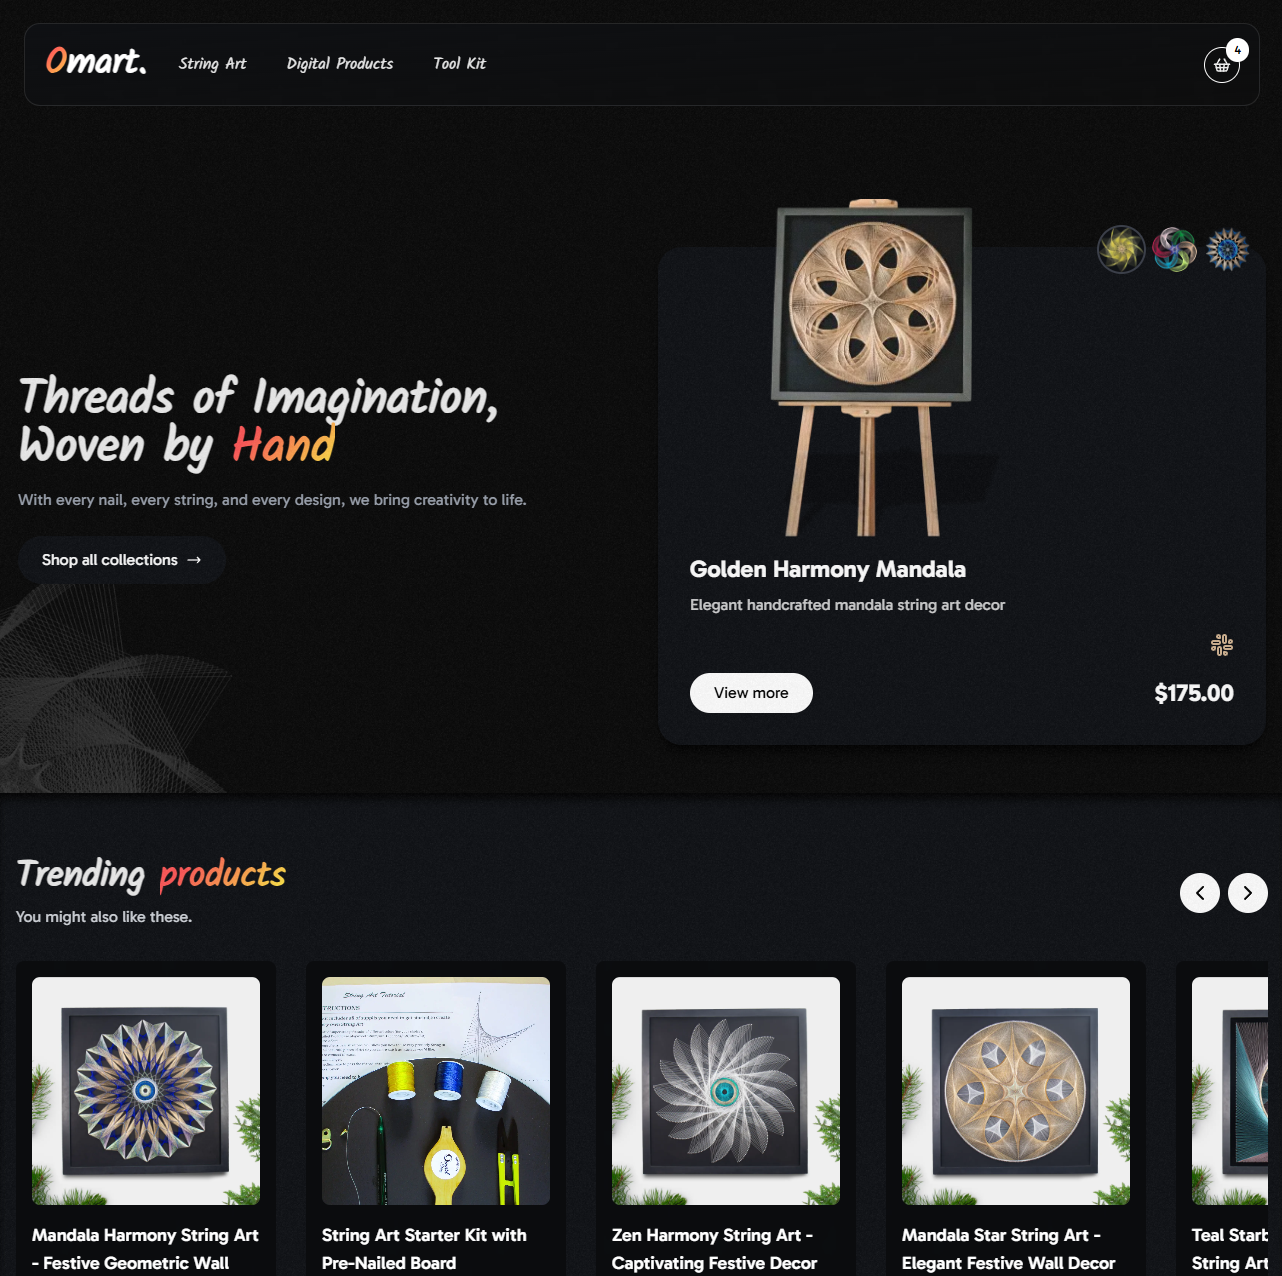 Omart.
String Art
Digital Products
Tool Kit
4
Threads of Imagination,
Woven by Hand
With every nail, every string, and every design, we bring creativity to life.
Shop all collections
Golden Harmony Mandala
Elegant handcrafted mandala string art decor
View more
$175.00
Trending products
You might also like these.
String Art Tutorial
Mandala Harmony String Art
- Festive Geometric Wall
String Art Starter Kit with
Pre-Nailed Board
Zen Harmony String Art -
Captivating Festive Decor
Mandala Star String Art -
Elegant Festive Wall Decor
Teal Starb
String Art